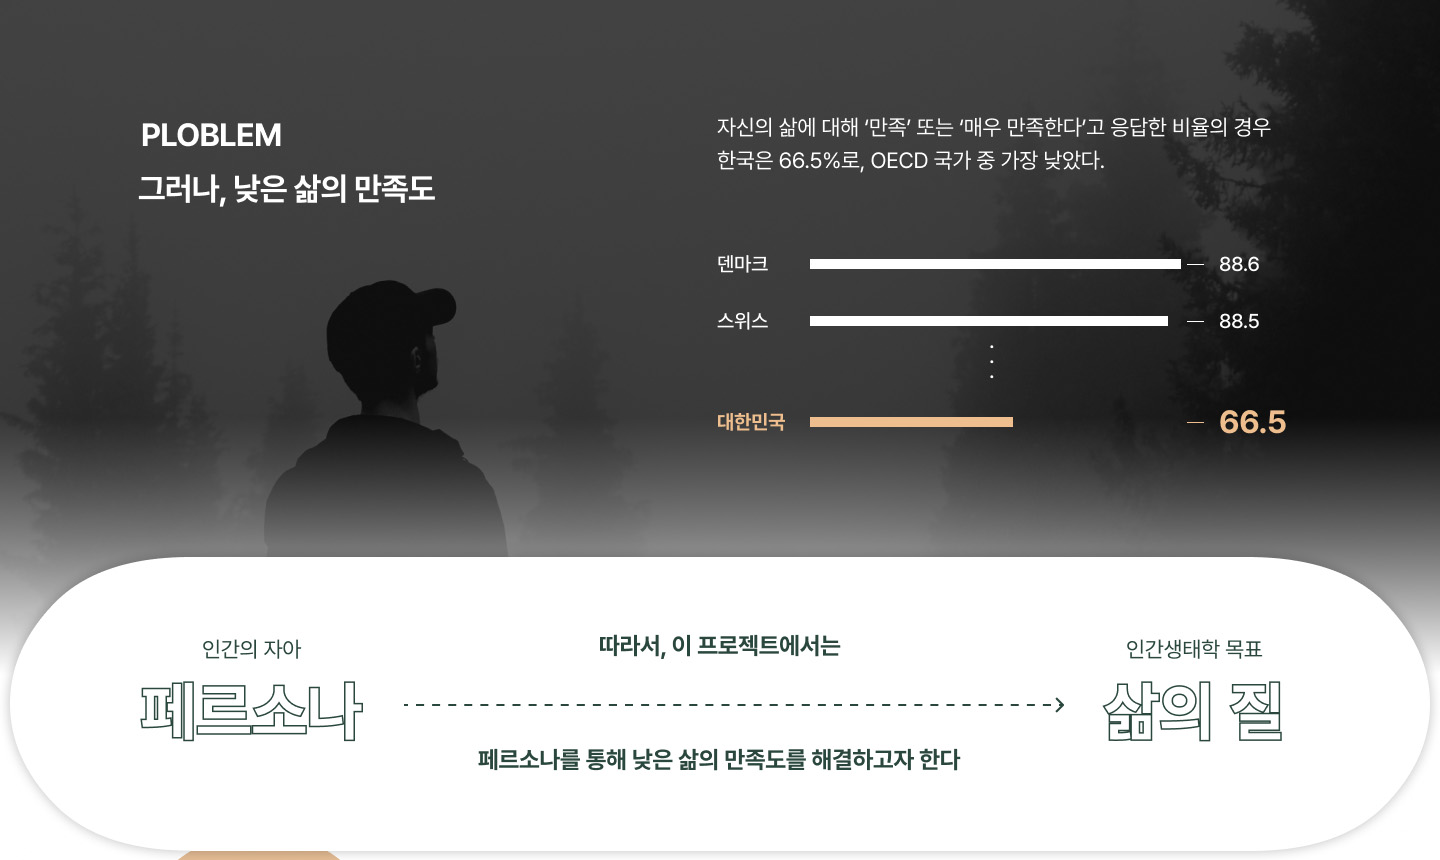 PLOBLEM
그러나, 낮은 삶의 만족도
자신의 삶에 대해 ‘만족’ 또는 ‘매우 만족한다’고 응답한 비율의 경우
한국은 66.5%로, OECD 국가 중 가장 낮았다.
덴마크 88.6
스위스 88.5
대한민국 66.5
인간의 자아
페르소나
따라서, 이 프로젝트에서는
페르소나를 통해 낮은 삶의 만족도를 해결하고자 한다
인간생태학 목표
삶의 질